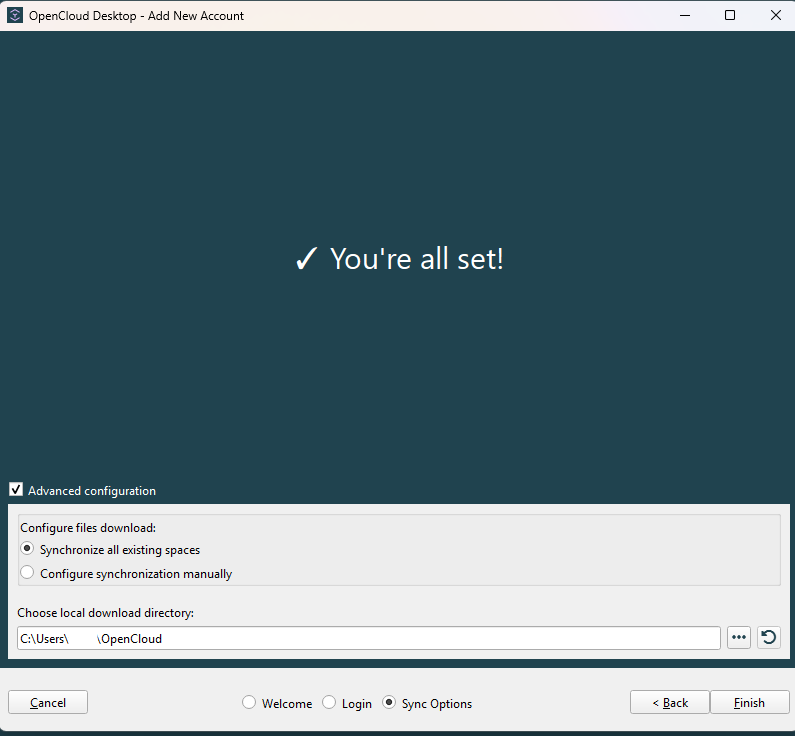 OpenCloud Desktop - Add New Account
✓ You're all set!
Advanced configuration
Configure files download:
Synchronize all existing spaces
Configure synchronization manually
Choose local download directory:
C:\Users\ \OpenCloud
Cancel
Welcome Login Sync Options
< Back Finish